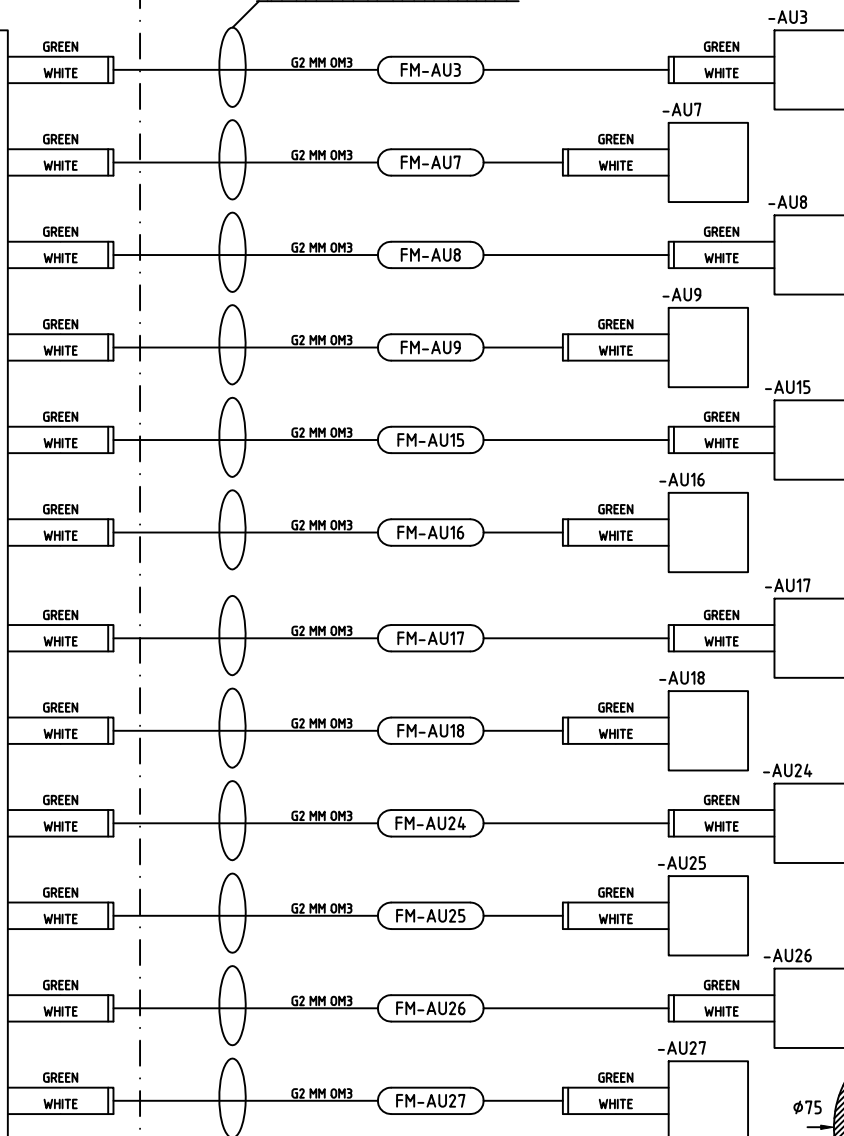 -AU3
GREEN GREEN
WHITE G2 MM OM3 FM-AU3 WHITE
-AU7
GREEN GREEN
WHITE G2 MM OM3 FM-AU7 WHITE
-AU8
GREEN GREEN
WHITE G2 MM OM3 FM-AU8 WHITE
-AU9
GREEN GREEN
WHITE G2 MM OM3 FM-AU9 WHITE
-AU15
GREEN GREEN
WHITE G2 MM OM3 FM-AU15 WHITE
-AU16
GREEN GREEN
WHITE G2 MM OM3 FM-AU16 WHITE
-AU17
GREEN GREEN
WHITE G2 MM OM3 FM-AU17 WHITE
-AU18
GREEN GREEN
WHITE G2 MM OM3 FM-AU18 WHITE
-AU24
GREEN GREEN
WHITE G2 MM OM3 FM-AU24 WHITE
-AU25
GREEN GREEN
WHITE G2 MM OM3 FM-AU25 WHITE
-AU26
GREEN GREEN
WHITE G2 MM OM3 FM-AU26 WHITE
-AU27
GREEN GREEN
WHITE G2 MM OM3 FM-AU27 WHITE
ø75